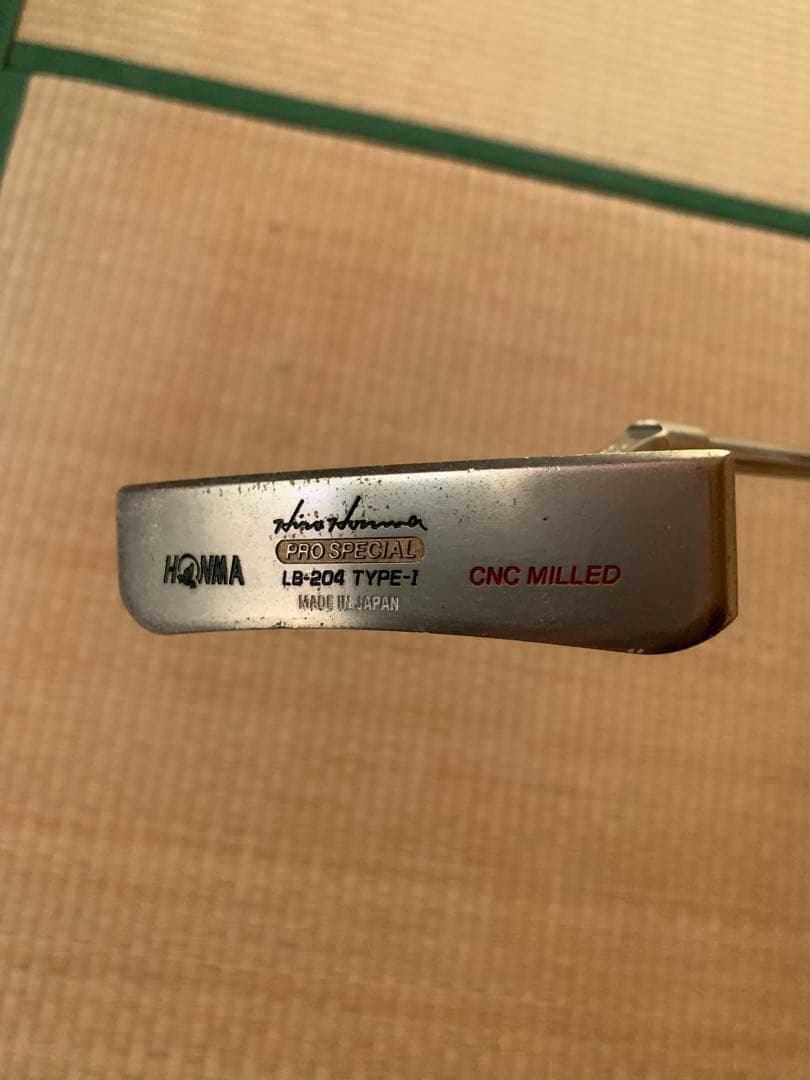 Hiro Honma
HONMA
PRO SPECIAL
LB-204 TYPE-I
MADE IN JAPAN
CNC MILLED